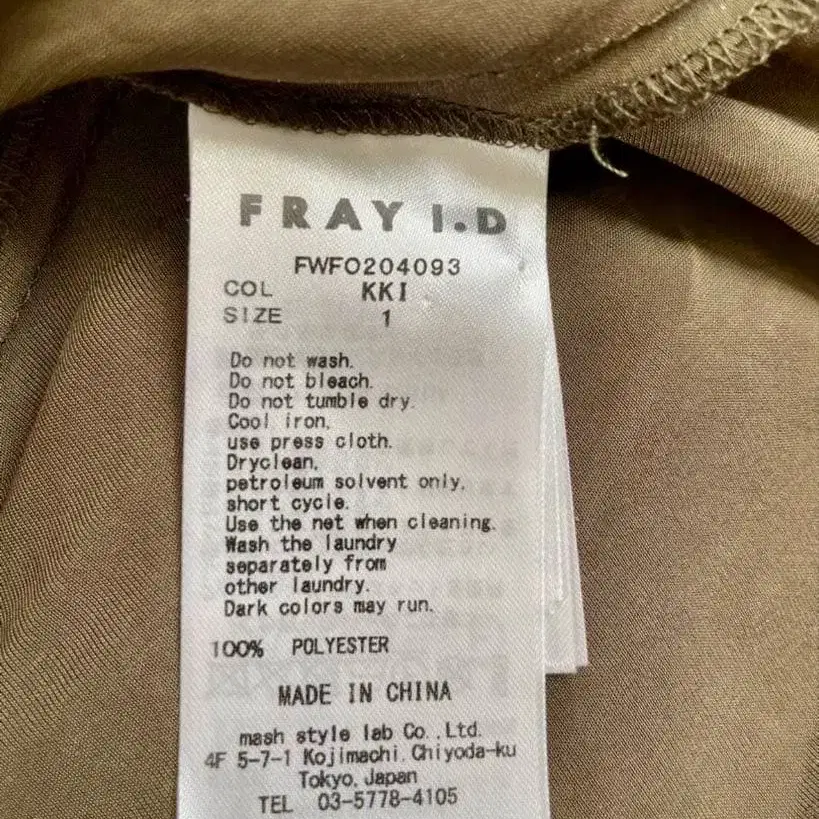 FRAY I.D
FWFO204093
COL KKI
SIZE 1
Do not wash.
Do not bleach.
Do not tumble dry.
Cool iron,
use press cloth.
Dryclean,
petroleum solvent only,
short cycle.
Use the net when cleaning.
Wash the laundry
separately from
other laundry.
Dark colors may run.
100% POLYESTER
MADE IN CHINA
mash style lab Co.,Ltd.
4F 5-7-1 Kojimachi, Chiyoda-ku
Tokyo, Japan
TEL 03-5778-4105